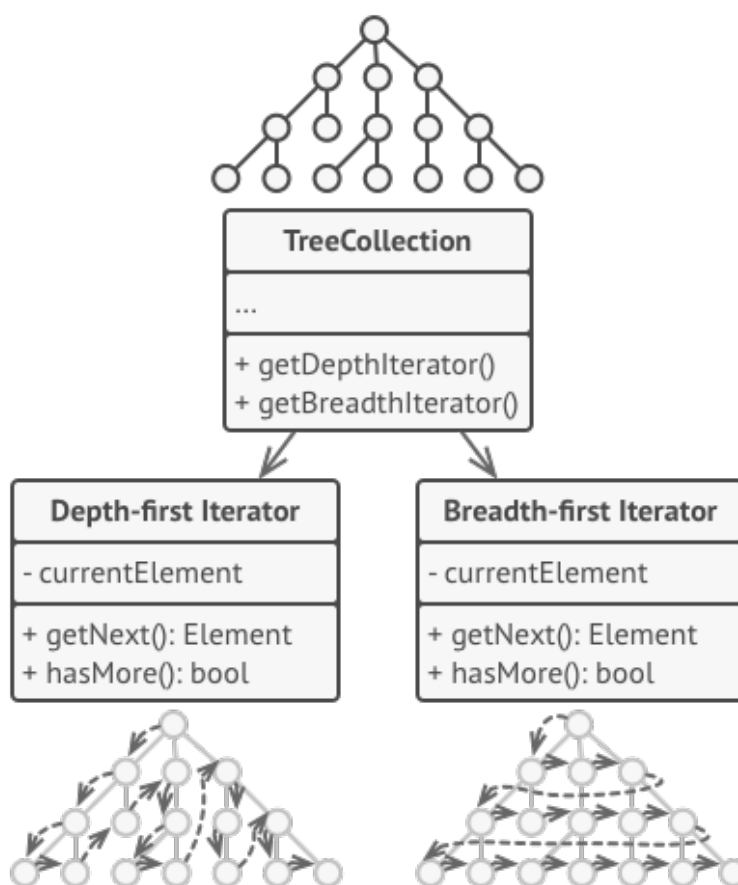 TreeCollection
...
+ getDepthIterator()
+ getBreadthIterator()
Depth-first Iterator
- currentElement
+ getNext(): Element
+ hasMore(): bool
Breadth-first Iterator
- currentElement
+ getNext(): Element
+ hasMore(): bool